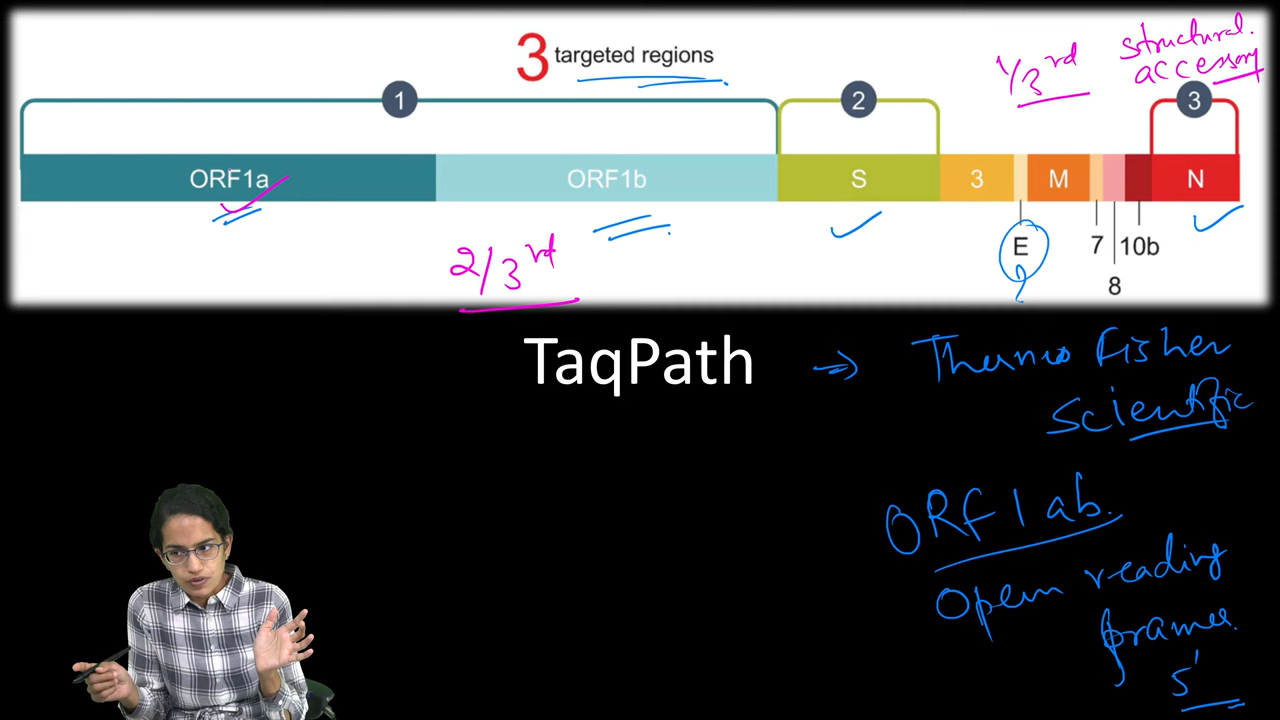 3 targeted regions
1/3rd
structural.
accessory
1
2
3
ORF1a
ORF1b
S
3
M
N
E
7
10b
8
2/3rd
TaqPath
⇒ Thermo Fisher
Scientific
ORF1ab.
Open reading
frames.
5'